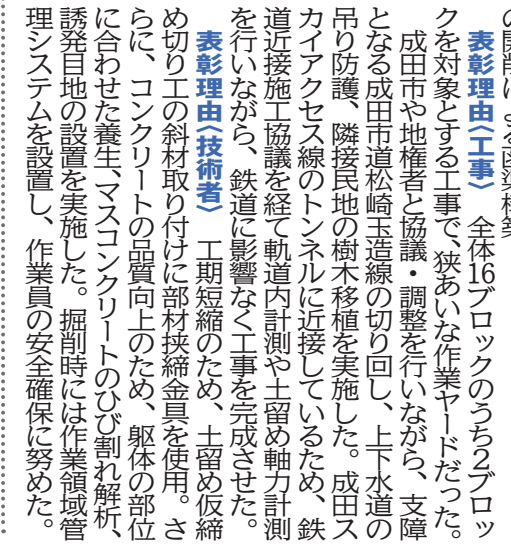 表彰理由〈工事〉 全体16ブロックのうち2ブロッ
クを対象とする工事で、狭あいな作業ヤードだった。
成田市や地権者と協議・調整を行いながら、支障
となる成田市道松崎玉造線の切り回し、上下水道の
吊り防護、隣接民地の樹木移植を実施した。成田ス
カイアクセス線のトンネルに近接しているため、鉄
道近接施工協議を経て軌道内計測や土留め軸力計測
を行いながら、鉄道に影響なく工事を完成させた。
表彰理由〈技術者〉 工期短縮のため、土留め仮締
め切り工の斜材取り付けに部材挟締金具を使用。さ
らに、コンクリートの品質向上のため、躯体の部位
に合わせた養生、マスコンクリートのひび割れ解析、
誘発目地の設置を実施した。掘削時には作業領域管
理システムを設置し、作業員の安全確保に努めた。